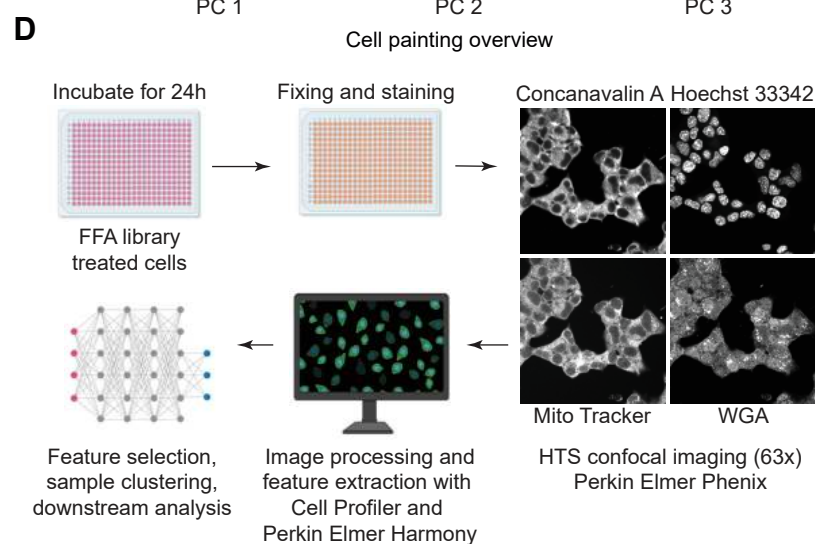 PC 1 PC 2 PC 3
D
Cell painting overview
Incubate for 24h
Fixing and staining
Concanavalin A Hoechst 33342
FFA library
treated cells
Mito Tracker WGA
HTS confocal imaging (63x)
Perkin Elmer Phenix
Image processing and
feature extraction with
Cell Profiler and
Perkin Elmer Harmony
Feature selection,
sample clustering,
downstream analysis